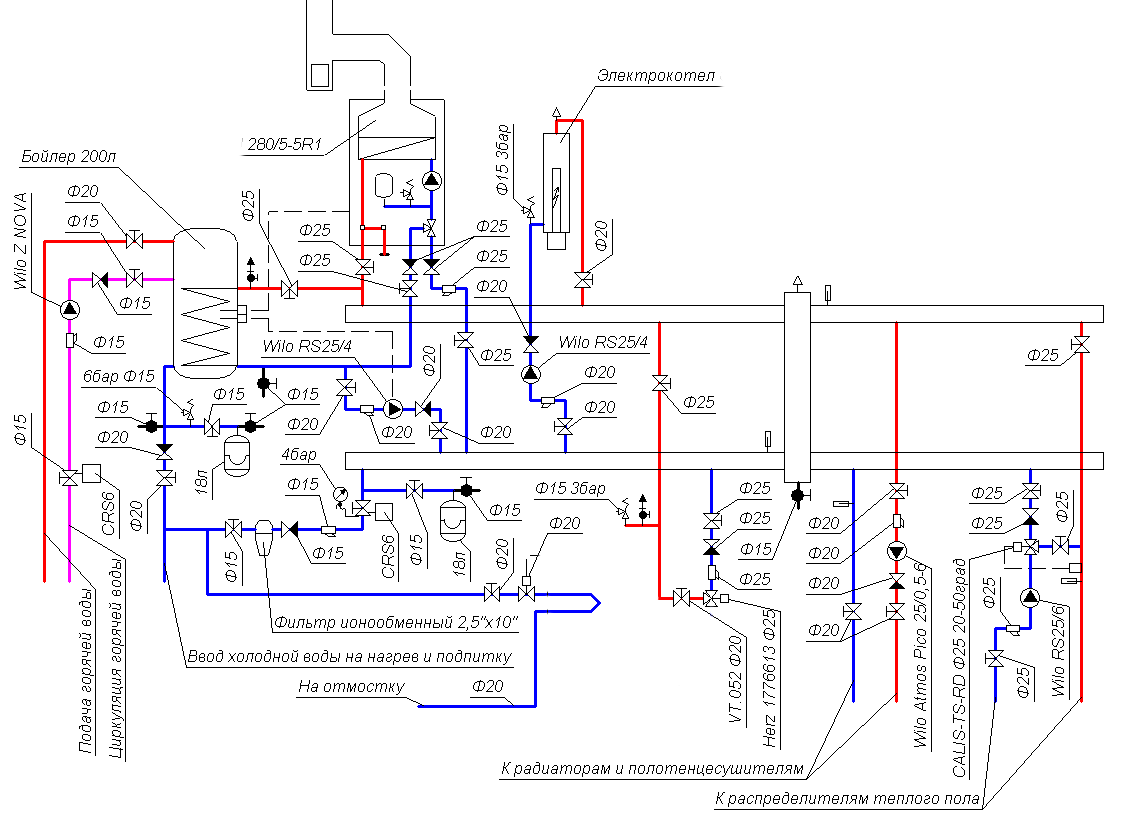 Электрокотел
280/5-5R1
Бойлер 200л
Ф15 3бар
Wilo Z NOVA
Ф20
Ф15
Ф25
Ф25
Ф25
Ф25
Ф25
Ф20
Ф20
Ф15
Ф15
Wilo RS25/4
Ф20
Wilo RS25/4
Ф25
Ф25
Ф25
6бар Ф15
Ф15
Ф15
Ф15
Ф20
Ф20
Ф20
Ф20
Ф20
Ф20
Ф15
Ф20
18л
4бар
Ф15
CRS6
Ф20
Ф15
Ф15
Ф15
CRS6
Ф15
18л
Ф15
Ф20
Ф20
Ф15 3бар
Ф25
Ф25
Ф15
Ф25
Ф20
Ф20
Ф20
Ф20
Ф25
Ф25
Ф25
Ф25
Ф25
Фильтр ионообменный 2,5"х10"
Ввод холодной воды на нагрев и подпитку
На отмостку
Ф20
Подача горячей воды
Циркуляция горячей воды
VT.052 Ф20
Herz 1776613 Ф25
Wilo Atmos Pico 25/0,5-6
CALIS-TS-RD Ф25 20-50град
Wilo RS25/6
К радиаторам и полотенцесушителям
К распределителям теплого пола